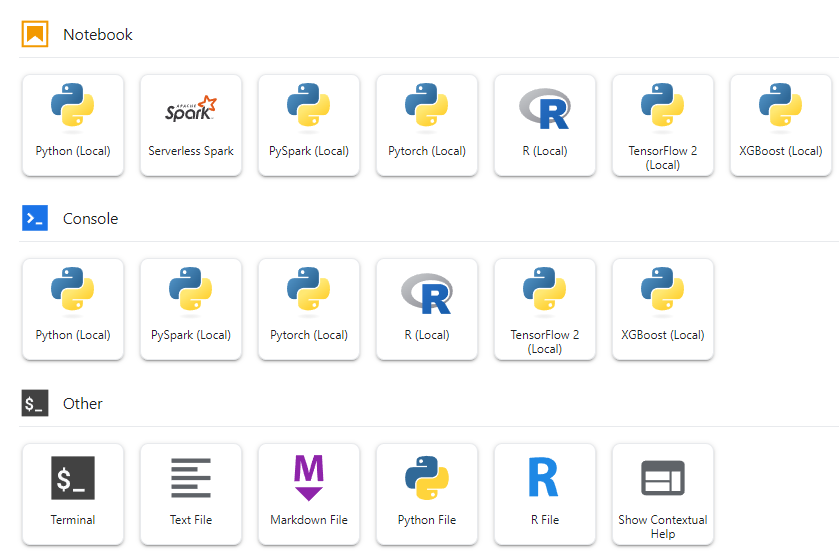 Notebook
APACHE
Spark
Python (Local)
Serverless Spark
PySpark (Local)
Pytorch (Local)
R (Local)
TensorFlow 2
(Local)
XGBoost (Local)
Console
Python (Local)
PySpark (Local)
Pytorch (Local)
R (Local)
TensorFlow 2
(Local)
XGBoost (Local)
$_ Other
$_
M
R
Terminal
Text File
Markdown File
Python File
R File
Show Contextual
Help